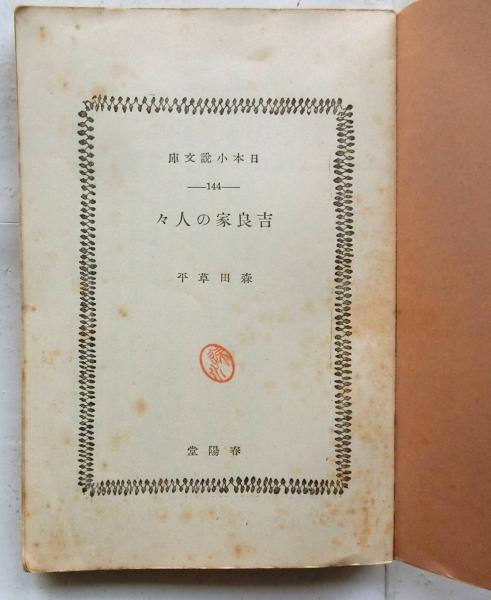 日本小說文庫
—144—
吉良家の人々
森田草平
春陽堂